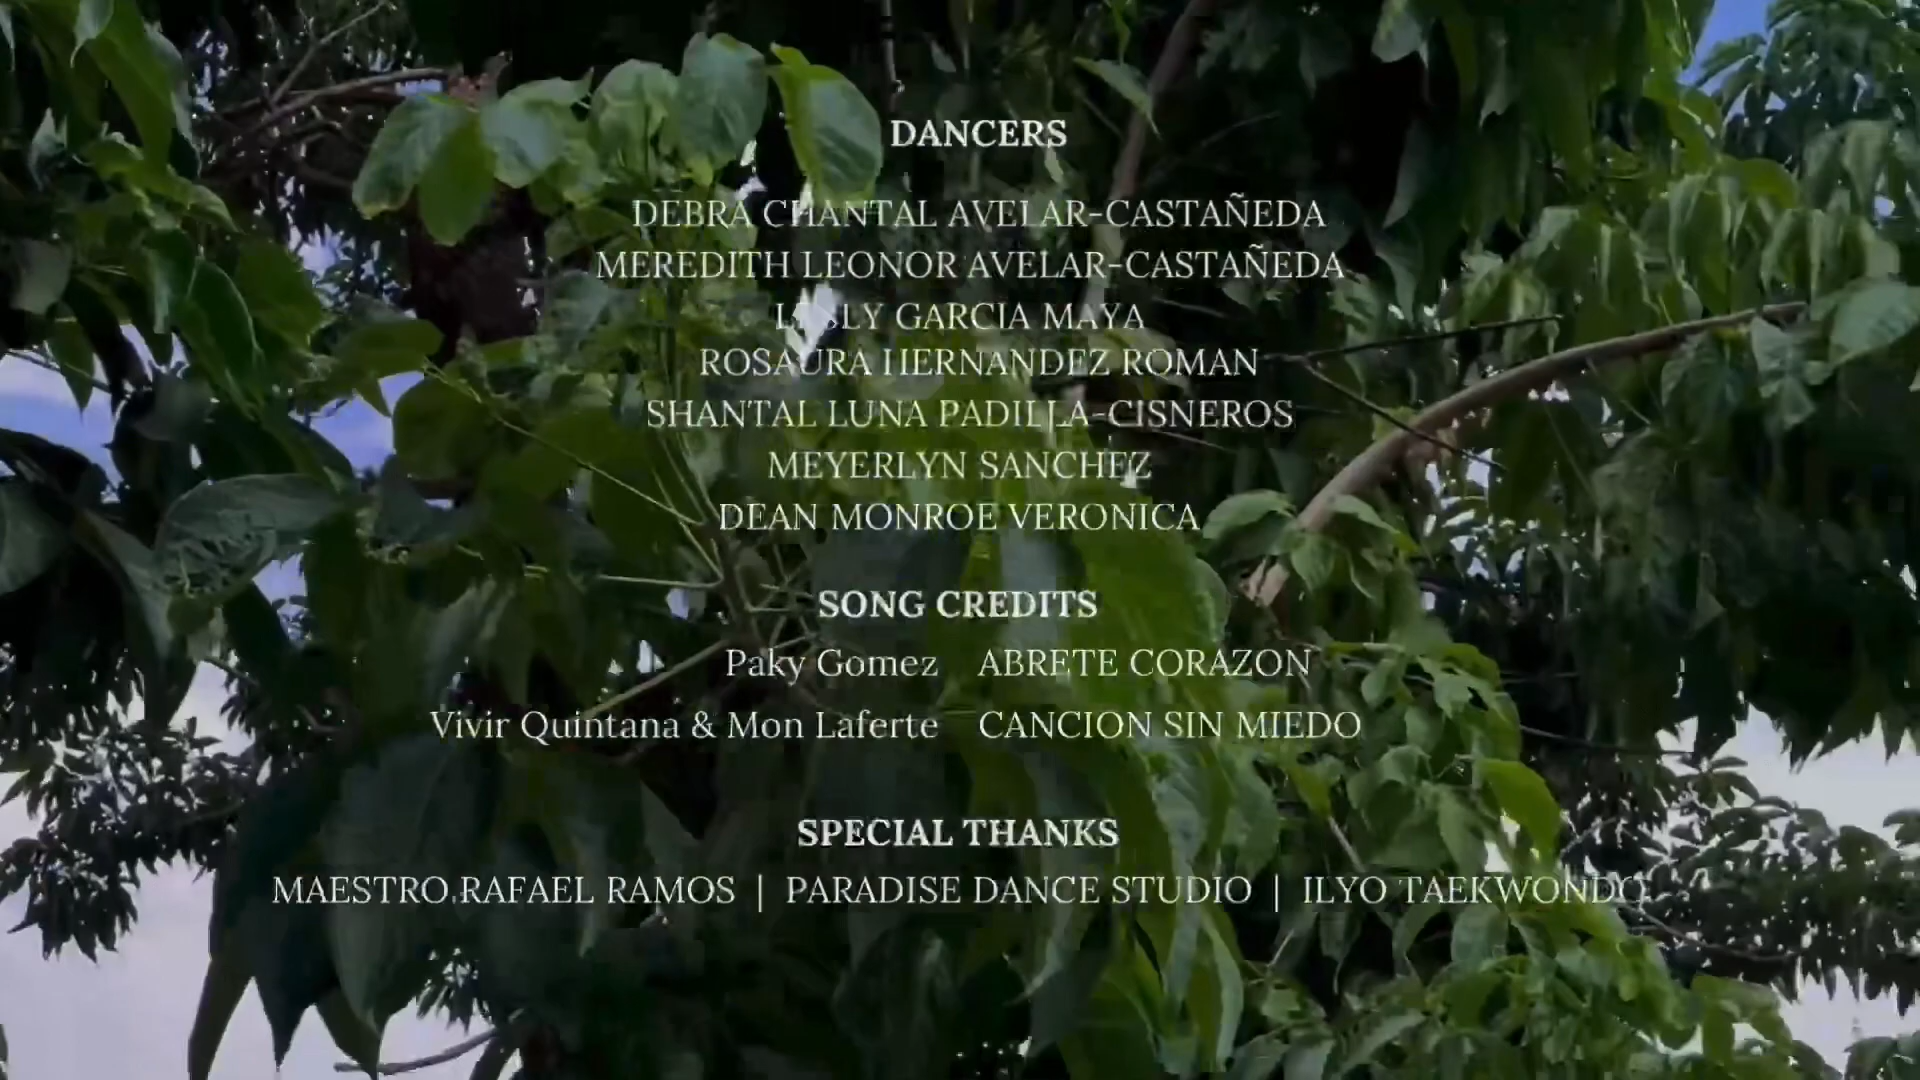 DANCERS
DEBRA CHANTAL AVELAR-CASTAÑEDA
MEREDITH LEONOR AVELAR-CASTAÑEDA
LESLY GARCIA MAYA
ROSAURA HERNANDEZ ROMAN
SHANTAL LUNA PADILLA-CISNEROS
MEYERLYN SANCHEZ
DEAN MONROE VERONICA
SONG CREDITS
Paky Gomez ABRETE CORAZON
Vivir Quintana & Mon Laferte CANCION SIN MIEDO
SPECIAL THANKS
MAESTRO RAFAEL RAMOS | PARADISE DANCE STUDIO | ILYO TAEKWONDO